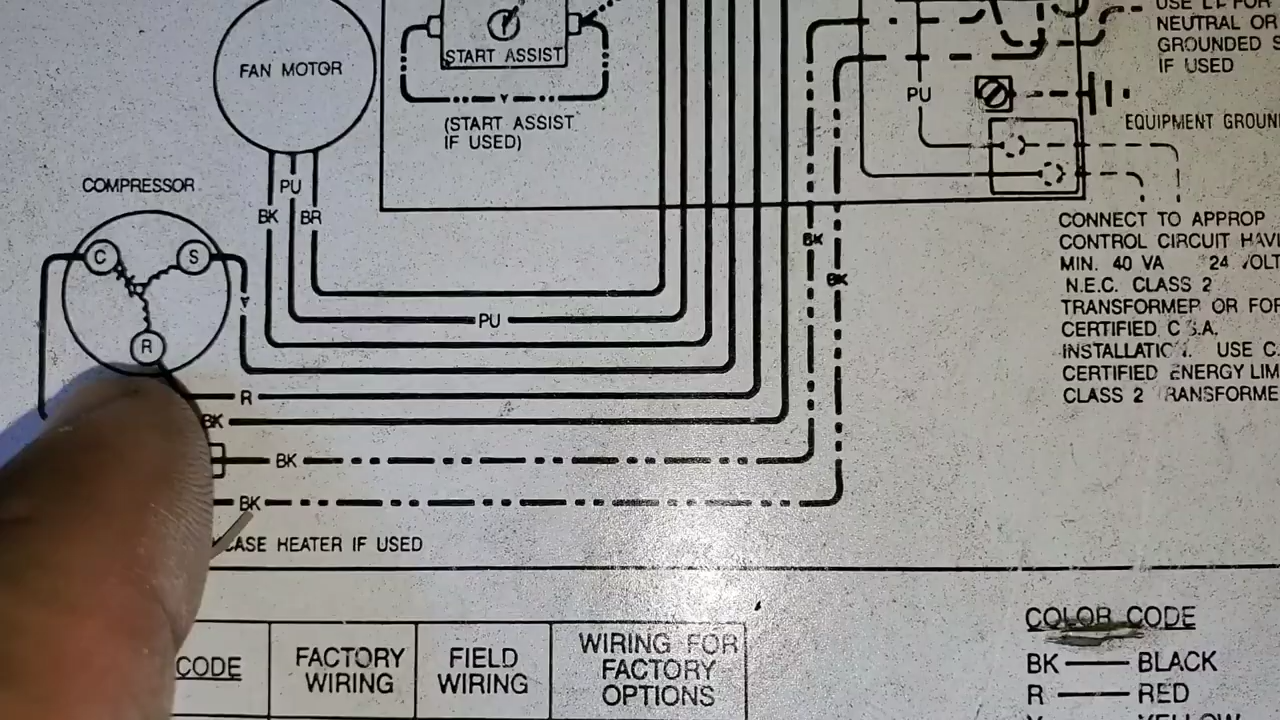 START ASSIST
FAN MOTOR
(START ASSIST
IF USED)
NEUTRAL OR
GROUNDED S
IF USED
PU
EQUIPMENT GROUN
COMPRESSOR
PU
BK
BR
C
S
R
Y
Y
BK
BK
PU
R
BK
BK
BK
CASE HEATER IF USED
CONNECT TO APPROP
CONTROL CIRCUIT HAVI
MIN. 40 VA 24 VOLT
N.E.C. CLASS 2
TRANSFORMER OR FOR
CERTIFIED C.S.A.
INSTALLATIC . USE C.
CERTIFIED ENERGY LIM
CLASS 2 RANSFORME
CODE
FACTORY
WIRING
FIELD
WIRING
WIRING FOR
FACTORY
OPTIONS
COLOR CODE
BK BLACK
R RED